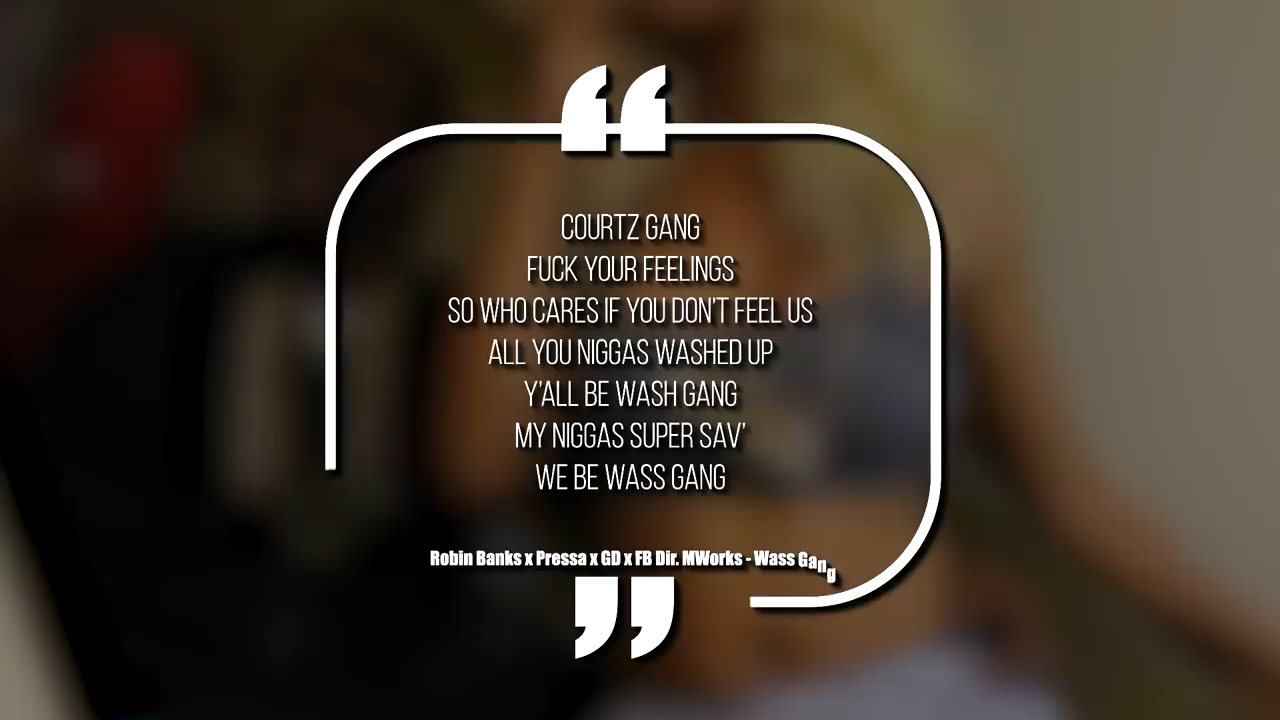 COURTZ GANG
FUCK YOUR FEELINGS
SO WHO CARES IF YOU DON'T FEEL US
ALL YOU NIGGAS WASHED UP
Y'ALL BE WASH GANG
MY NIGGAS SUPER SAV'
WE BE WASS GANG
Robin Banks x Pressa x GD x FB Dir. MWorks - Wass Gang